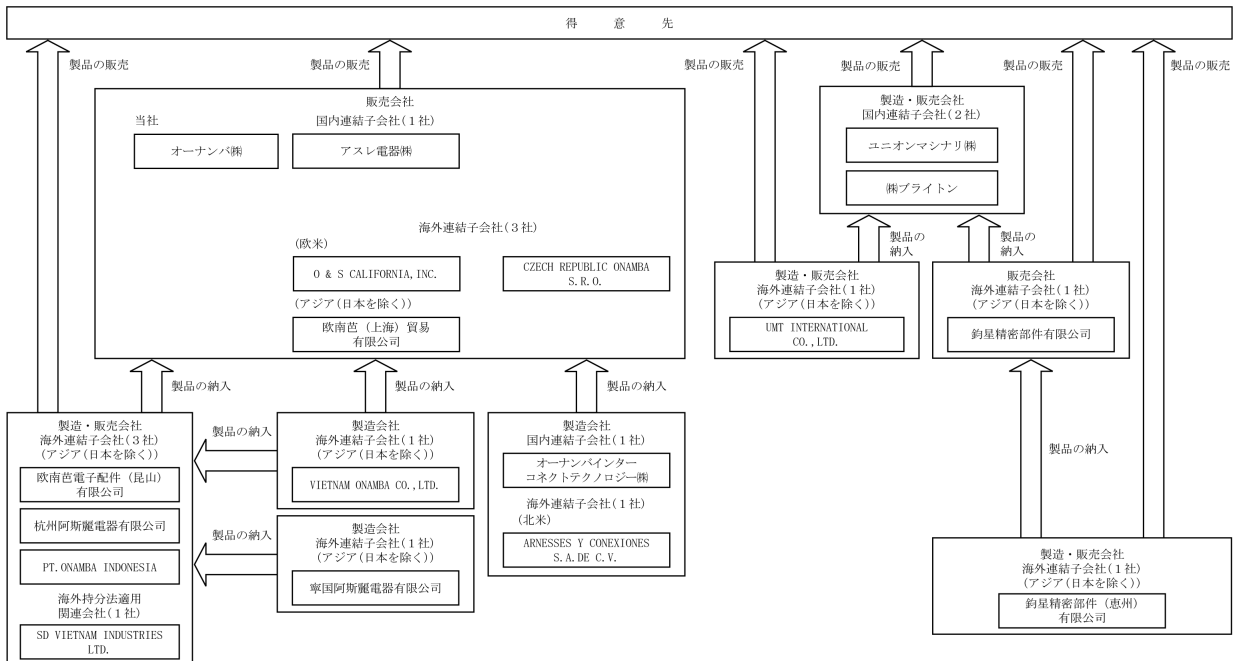 得　意　先
製品の販売
製品の販売
製品の販売
製品の販売
製品の販売
製品の販売
販売会社
当社
国内連結子会社(1社)
オーナンバ㈱
アスレ電器㈱
海外連結子会社(3社)
(欧米)
O & S CALIFORNIA,INC.
CZECH REPUBLIC ONAMBA
S.R.O.
(アジア(日本を除く))
欧南芭（上海）貿易
有限公司
製造・販売会社
国内連結子会社(2社)
ユニオンマシナリ㈱
㈱ブライトン
製品の
納入
製品の
納入
製造・販売会社
海外連結子会社(1社)
(アジア(日本を除く))
UMT INTERNATIONAL
CO.,LTD.
販売会社
海外連結子会社(1社)
(アジア(日本を除く))
鈞星精密部件有限公司
製品の納入
製品の納入
製品の納入
製造・販売会社
海外連結子会社(3社)
(アジア(日本を除く))
欧南芭電子配件（昆山）
有限公司
杭州阿斯麗電器有限公司
PT.ONAMBA INDONESIA
海外持分法適用
関連会社(1社)
SD VIETNAM INDUSTRIES
LTD.
製品の納入
製造会社
海外連結子会社(1社)
(アジア(日本を除く))
VIETNAM ONAMBA CO.,LTD.
製品の納入
製造会社
海外連結子会社(1社)
(アジア(日本を除く))
寧国阿斯麗電器有限公司
製造会社
国内連結子会社(1社)
オーナンバインター
コネクトテクノロジー㈱
海外連結子会社(1社)
(北米)
ARNESSES Y CONEXIONES
S.A.DE C.V.
製品の納入
製造・販売会社
海外連結子会社(1社)
(アジア(日本を除く))
鈞星精密部件（恵州）
有限公司